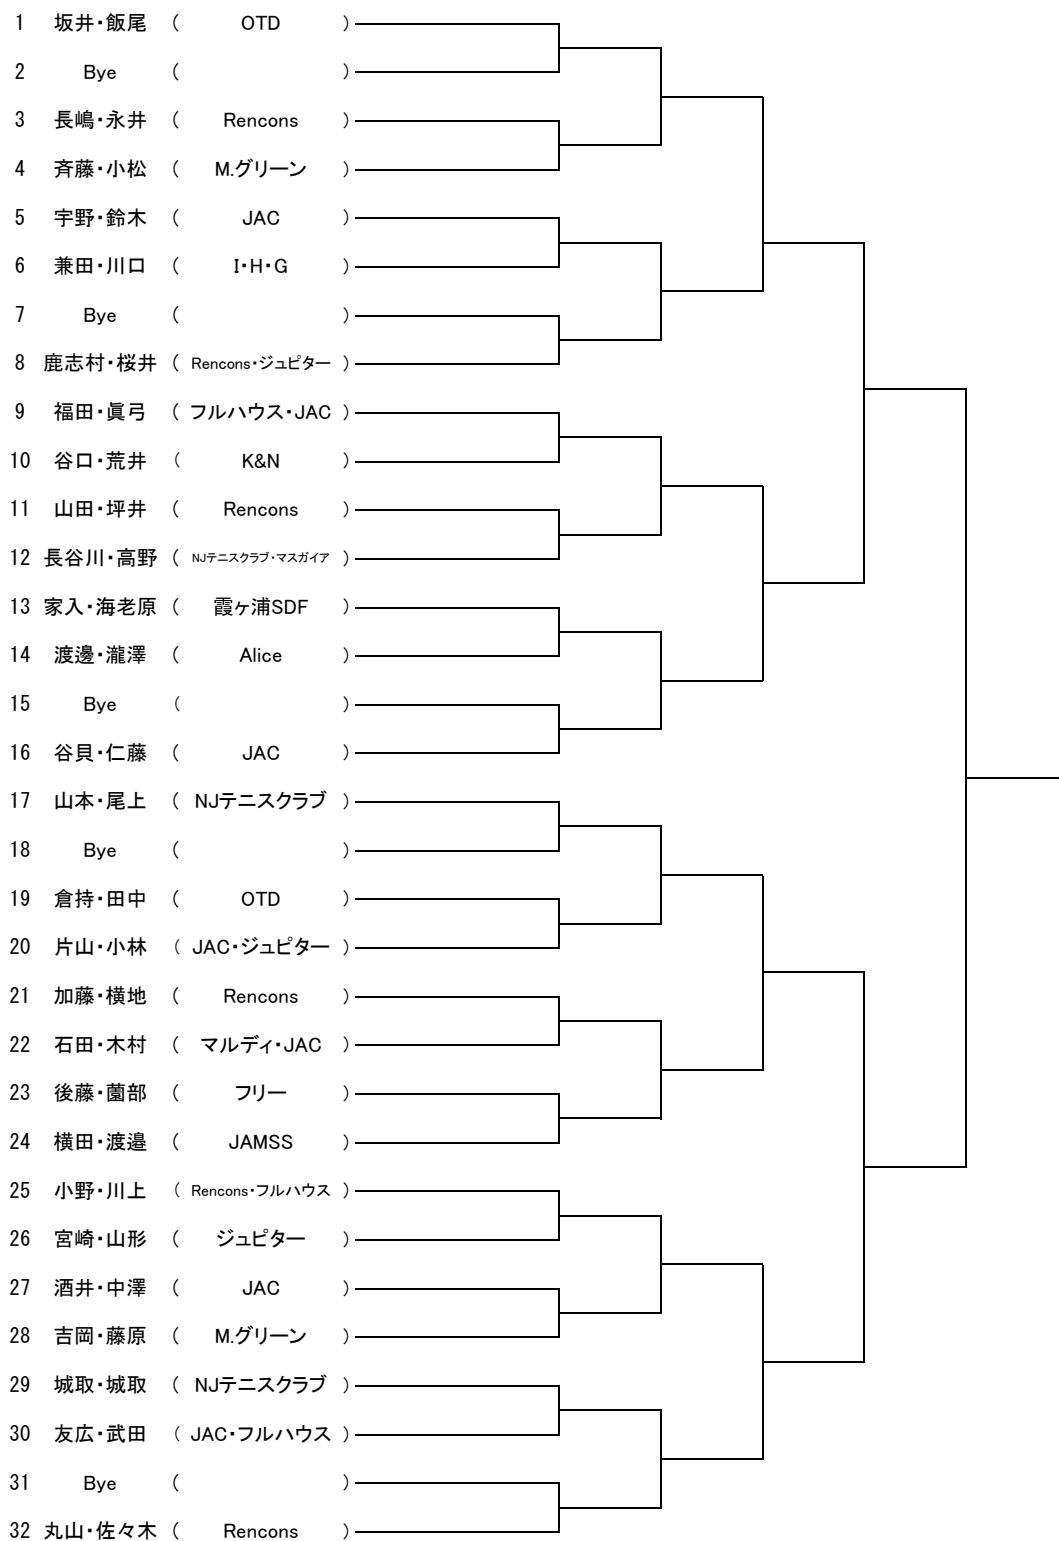 1 坂井・飯尾 ( OTD )
2 Bye ( )
3 長嶋・永井 ( Rencons )
4 斉藤・小松 ( M.グリーン )
5 宇野・鈴木 ( JAC )
6 兼田・川口 ( I・H・G )
7 Bye ( )
8 鹿志村・桜井 ( Rencons・ジュピター )
9 福田・眞弓 ( フルハウス・JAC )
10 谷口・荒井 ( K&N )
11 山田・坪井 ( Rencons )
12 長谷川・高野 ( NJテニスクラブ・マスガイア )
13 家入・海老原 ( 霞ヶ浦SDF )
14 渡邊・瀧澤 ( Alice )
15 Bye ( )
16 谷貝・仁藤 ( JAC )
17 山本・尾上 ( NJテニスクラブ )
18 Bye ( )
19 倉持・田中 ( OTD )
20 片山・小林 ( JAC・ジュピター )
21 加藤・横地 ( Rencons )
22 石田・木村 ( マルディ・JAC )
23 後藤・薗部 ( フリー )
24 横田・渡邉 ( JAMSS )
25 小野・川上 ( Rencons・フルハウス )
26 宮崎・山形 ( ジュピター )
27 酒井・中澤 ( JAC )
28 吉岡・藤原 ( M.グリーン )
29 城取・城取 ( NJテニスクラブ )
30 友広・武田 ( JAC・フルハウス )
31 Bye ( )
32 丸山・佐々木 ( Rencons )